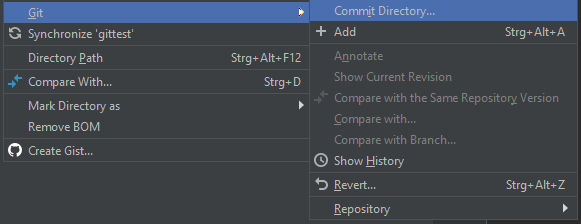 Git
Synchronize 'gittest'
Directory Path Strg+Alt+F12
Compare With... Strg+D
Mark Directory as
Remove BOM
Create Gist...
Commit Directory...
Add Strg+Alt+A
Annotate
Show Current Revision
Compare with the Same Repository Version
Compare with...
Compare with Branch...
Show History
Revert... Strg+Alt+Z
Repository